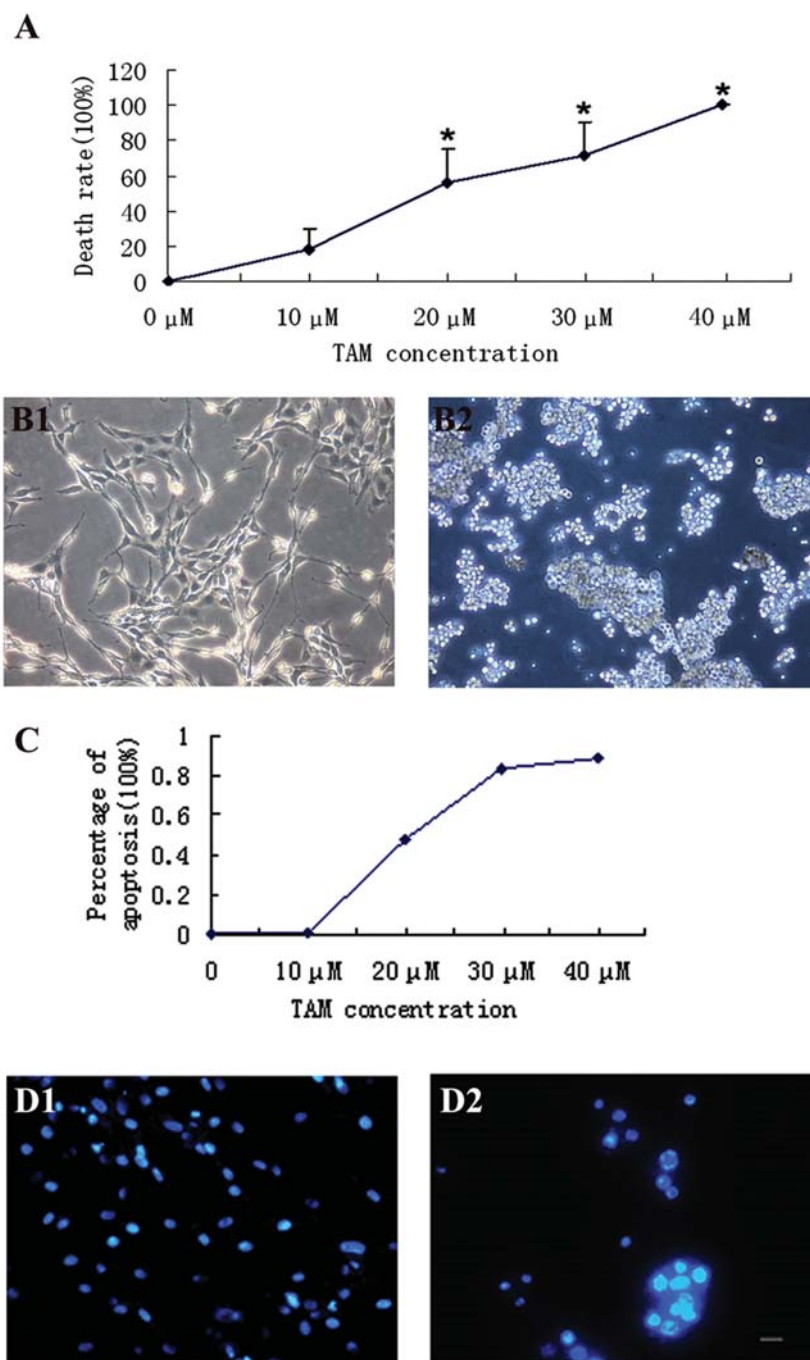 A
Death rate(100%)
120
100
80
60
40
20
0
* * *
0 μM 10 μM 20 μM 30 μM 40 μM
TAM concentration
B1 B2
C
Percentage of
apoptosis(100%)
1
0.8
0.6
0.4
0.2
0
0 10 μM 20 μM 30 μM 40 μM
TAM concentration
D1 D2